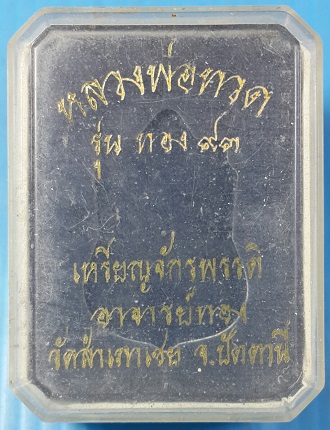 หลวงพ่อทวด
รุ่น ทอง ๙๓
เหรียญจักรพรรดิ
อาจารย์ทอง
วัดสำเภาเชย จ.ปัตตานี